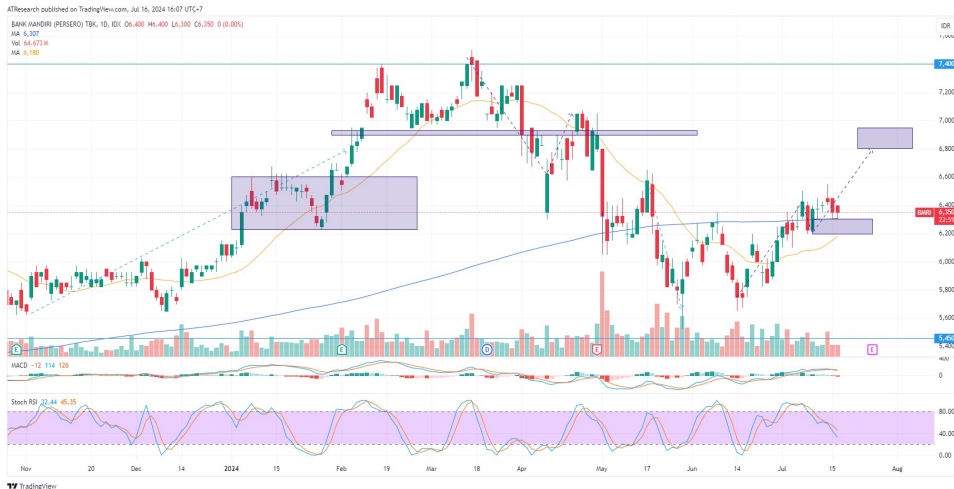 ATResearch published on TradingView.com, Jul 16, 2024 16:07 UTC+7
BANK MANDIRI (PERSERO) TBK, 1D, IDX O6,400 H6,400 L6,300 C6,350 0 (0.00%)
MA 6,307
Vol 64.673M
MA 6,180
IDR
7,400
7,200
7,000
6,800
6,600
6,400
BMRI 6,350
6,200
6,000
5,800
5,600
5,450
5,400
E
E
D
E
E
MACD −12 114 126
400
0
Stoch RSI 32.44 45.35
80.00
40.00
0.00
Nov 20 Dec 14 2024 15 Feb 19 Mar 18 Apr 16 May 17 Jun 14 Jul 15 Aug
TradingView